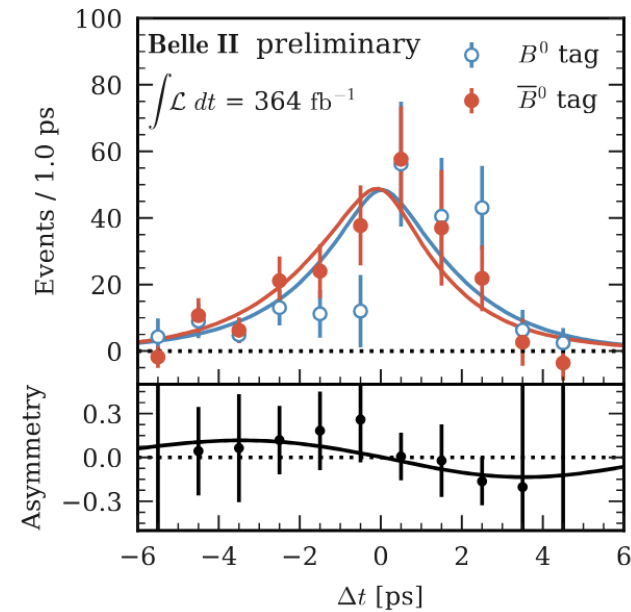 Belle II preliminary
∫ℒ dt = 364 fb⁻¹
B⁰ tag
B̅⁰ tag
Events / 1.0 ps
100
80
60
40
20
0
Asymmetry
0.3
0.0
−0.3
−6 −4 −2 0 2 4 6
Δt [ps]